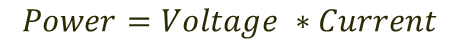 Power = Voltage * Current